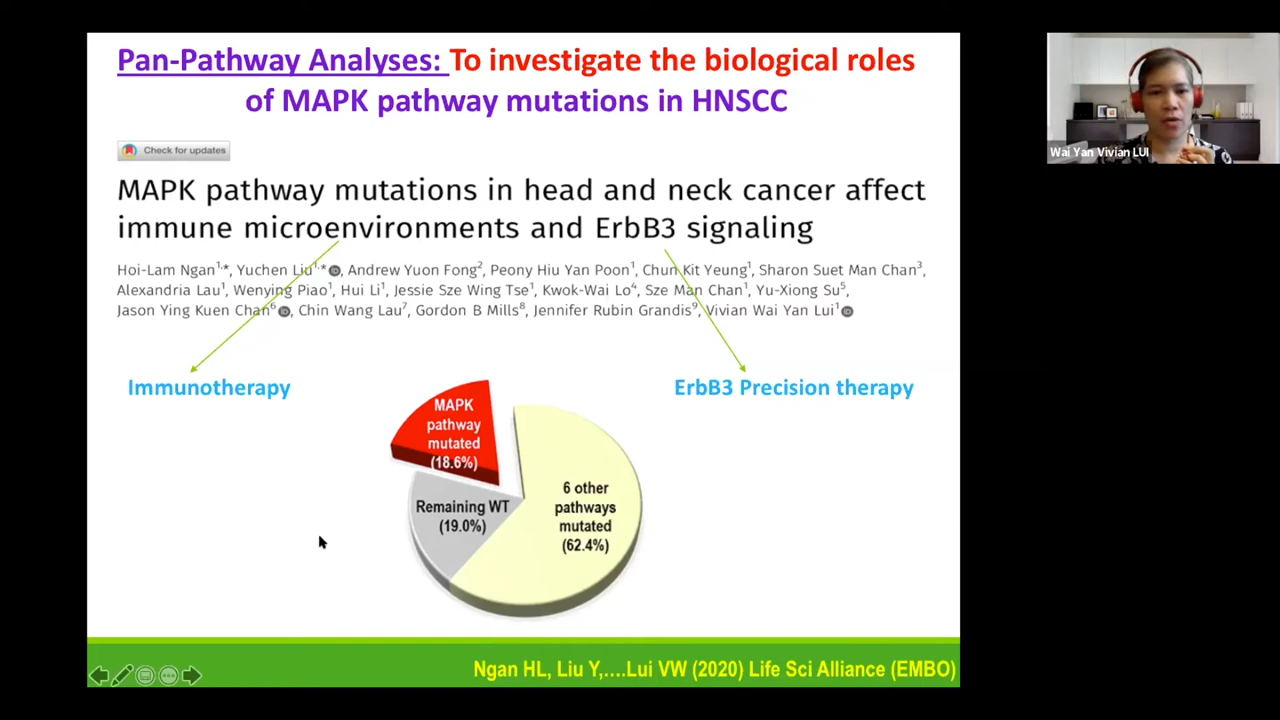 Pan-Pathway Analyses: To investigate the biological roles
of MAPK pathway mutations in HNSCC
Check for updates
MAPK pathway mutations in head and neck cancer affect
immune microenvironments and ErbB3 signaling
Hoi-Lam Ngan1,*, Yuchen Liu1,*, Andrew Yuon Fong2, Peony Hiu Yan Poon1, Chun Kit Yeung1, Sharon Suet Man Chan3,
Alexandria Lau1, Wenying Piao1, Hui Li1, Jessie Sze Wing Tse1, Kwok-Wai Lo4, Sze Man Chan1, Yu-Xiong Su5,
Jason Ying Kuen Chan6, Chin Wang Lau7, Gordon B Mills8, Jennifer Rubin Grandis9, Vivian Wai Yan Lui1
Immunotherapy
ErbB3 Precision therapy
MAPK
pathway
mutated
(18.6%)
Remaining WT
(19.0%)
6 other
pathways
mutated
(62.4%)
Ngan HL, Liu Y,....Lui VW (2020) Life Sci Alliance (EMBO)
Wai Yan Vivian LUI